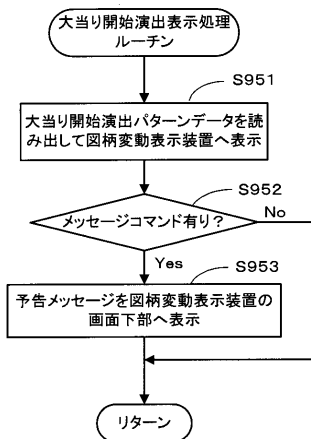 大当り開始演出表示処理
ルーチン
S951
大当り開始演出パターンデータを読
み出して図柄変動表示装置へ表示
S952
メッセージコマンド有り?
No
Yes
S953
予告メッセージを図柄変動表示装置の
画面下部へ表示
リターン